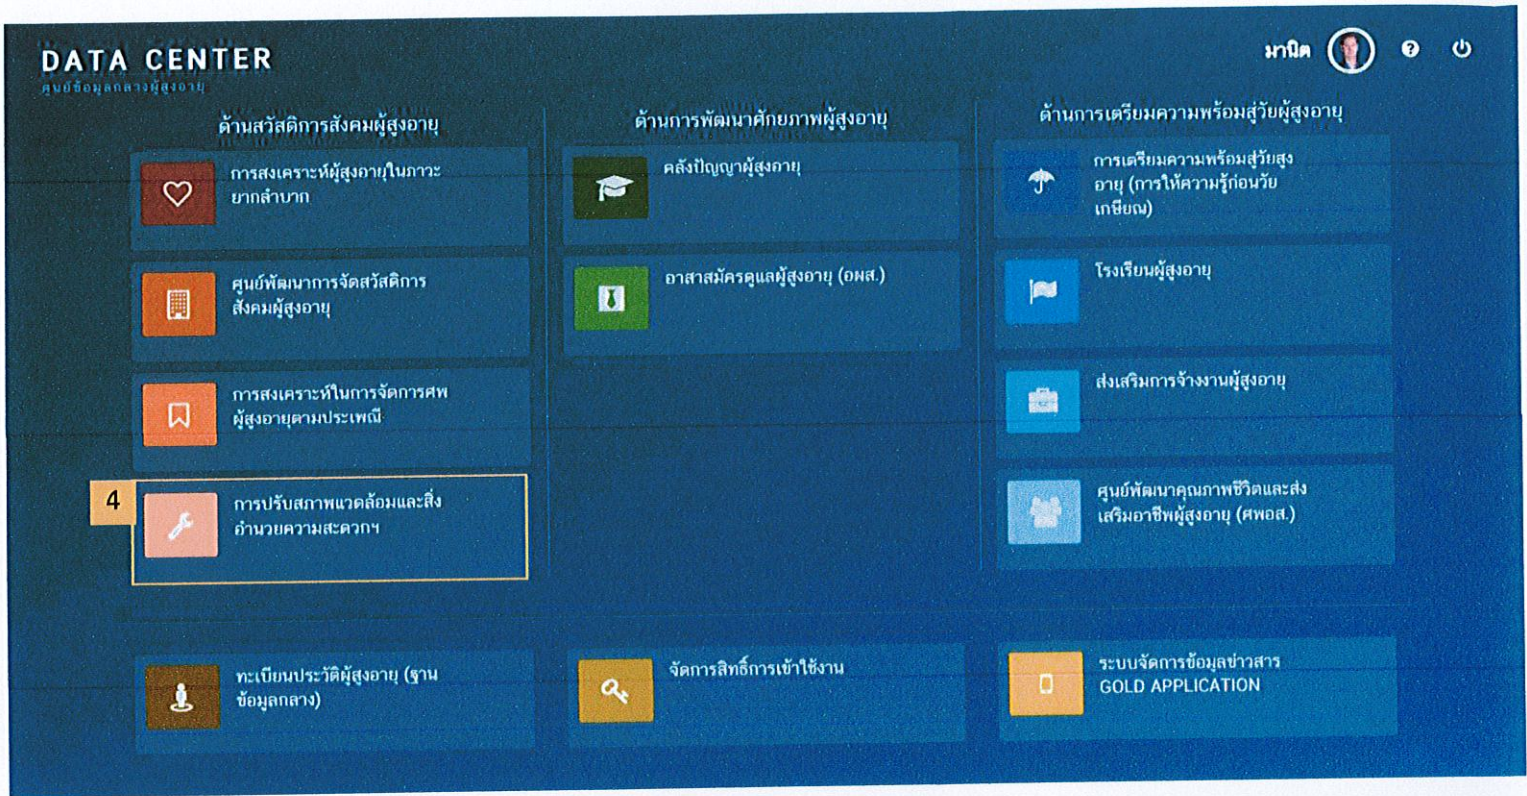 DATA CENTER
ศูนย์ข้อมูลกลางผู้สูงอายุ
มานิต
ด้านสวัสดิการสังคมผู้สูงอายุ
การสงเคราะห์ผู้สูงอายุในภาวะ
ยากลำบาก
ศูนย์พัฒนาการจัดสวัสดิการ
สังคมผู้สูงอายุ
การสงเคราะห์ในการจัดการศพ
ผู้สูงอายุตามประเพณี
4
การปรับสภาพแวดล้อมและสิ่ง
อำนวยความสะดวกฯ
ด้านการพัฒนาศักยภาพผู้สูงอายุ
คลังปัญญาผู้สูงอายุ
อาสาสมัครดูแลผู้สูงอายุ (อผส.)
ด้านการเตรียมความพร้อมสู่วัยผู้สูงอายุ
การเตรียมความพร้อมสู่วัยสูง
อายุ (การให้ความรู้ก่อนวัย
เกษียณ)
โรงเรียนผู้สูงอายุ
ส่งเสริมการจ้างงานผู้สูงอายุ
ศูนย์พัฒนาคุณภาพชีวิตและส่ง
เสริมอาชีพผู้สูงอายุ (ศพอส.)
ทะเบียนประวัติผู้สูงอายุ (ฐาน
ข้อมูลกลาง)
จัดการสิทธิ์การเข้าใช้งาน
ระบบจัดการข้อมูลข่าวสาร
GOLD APPLICATION